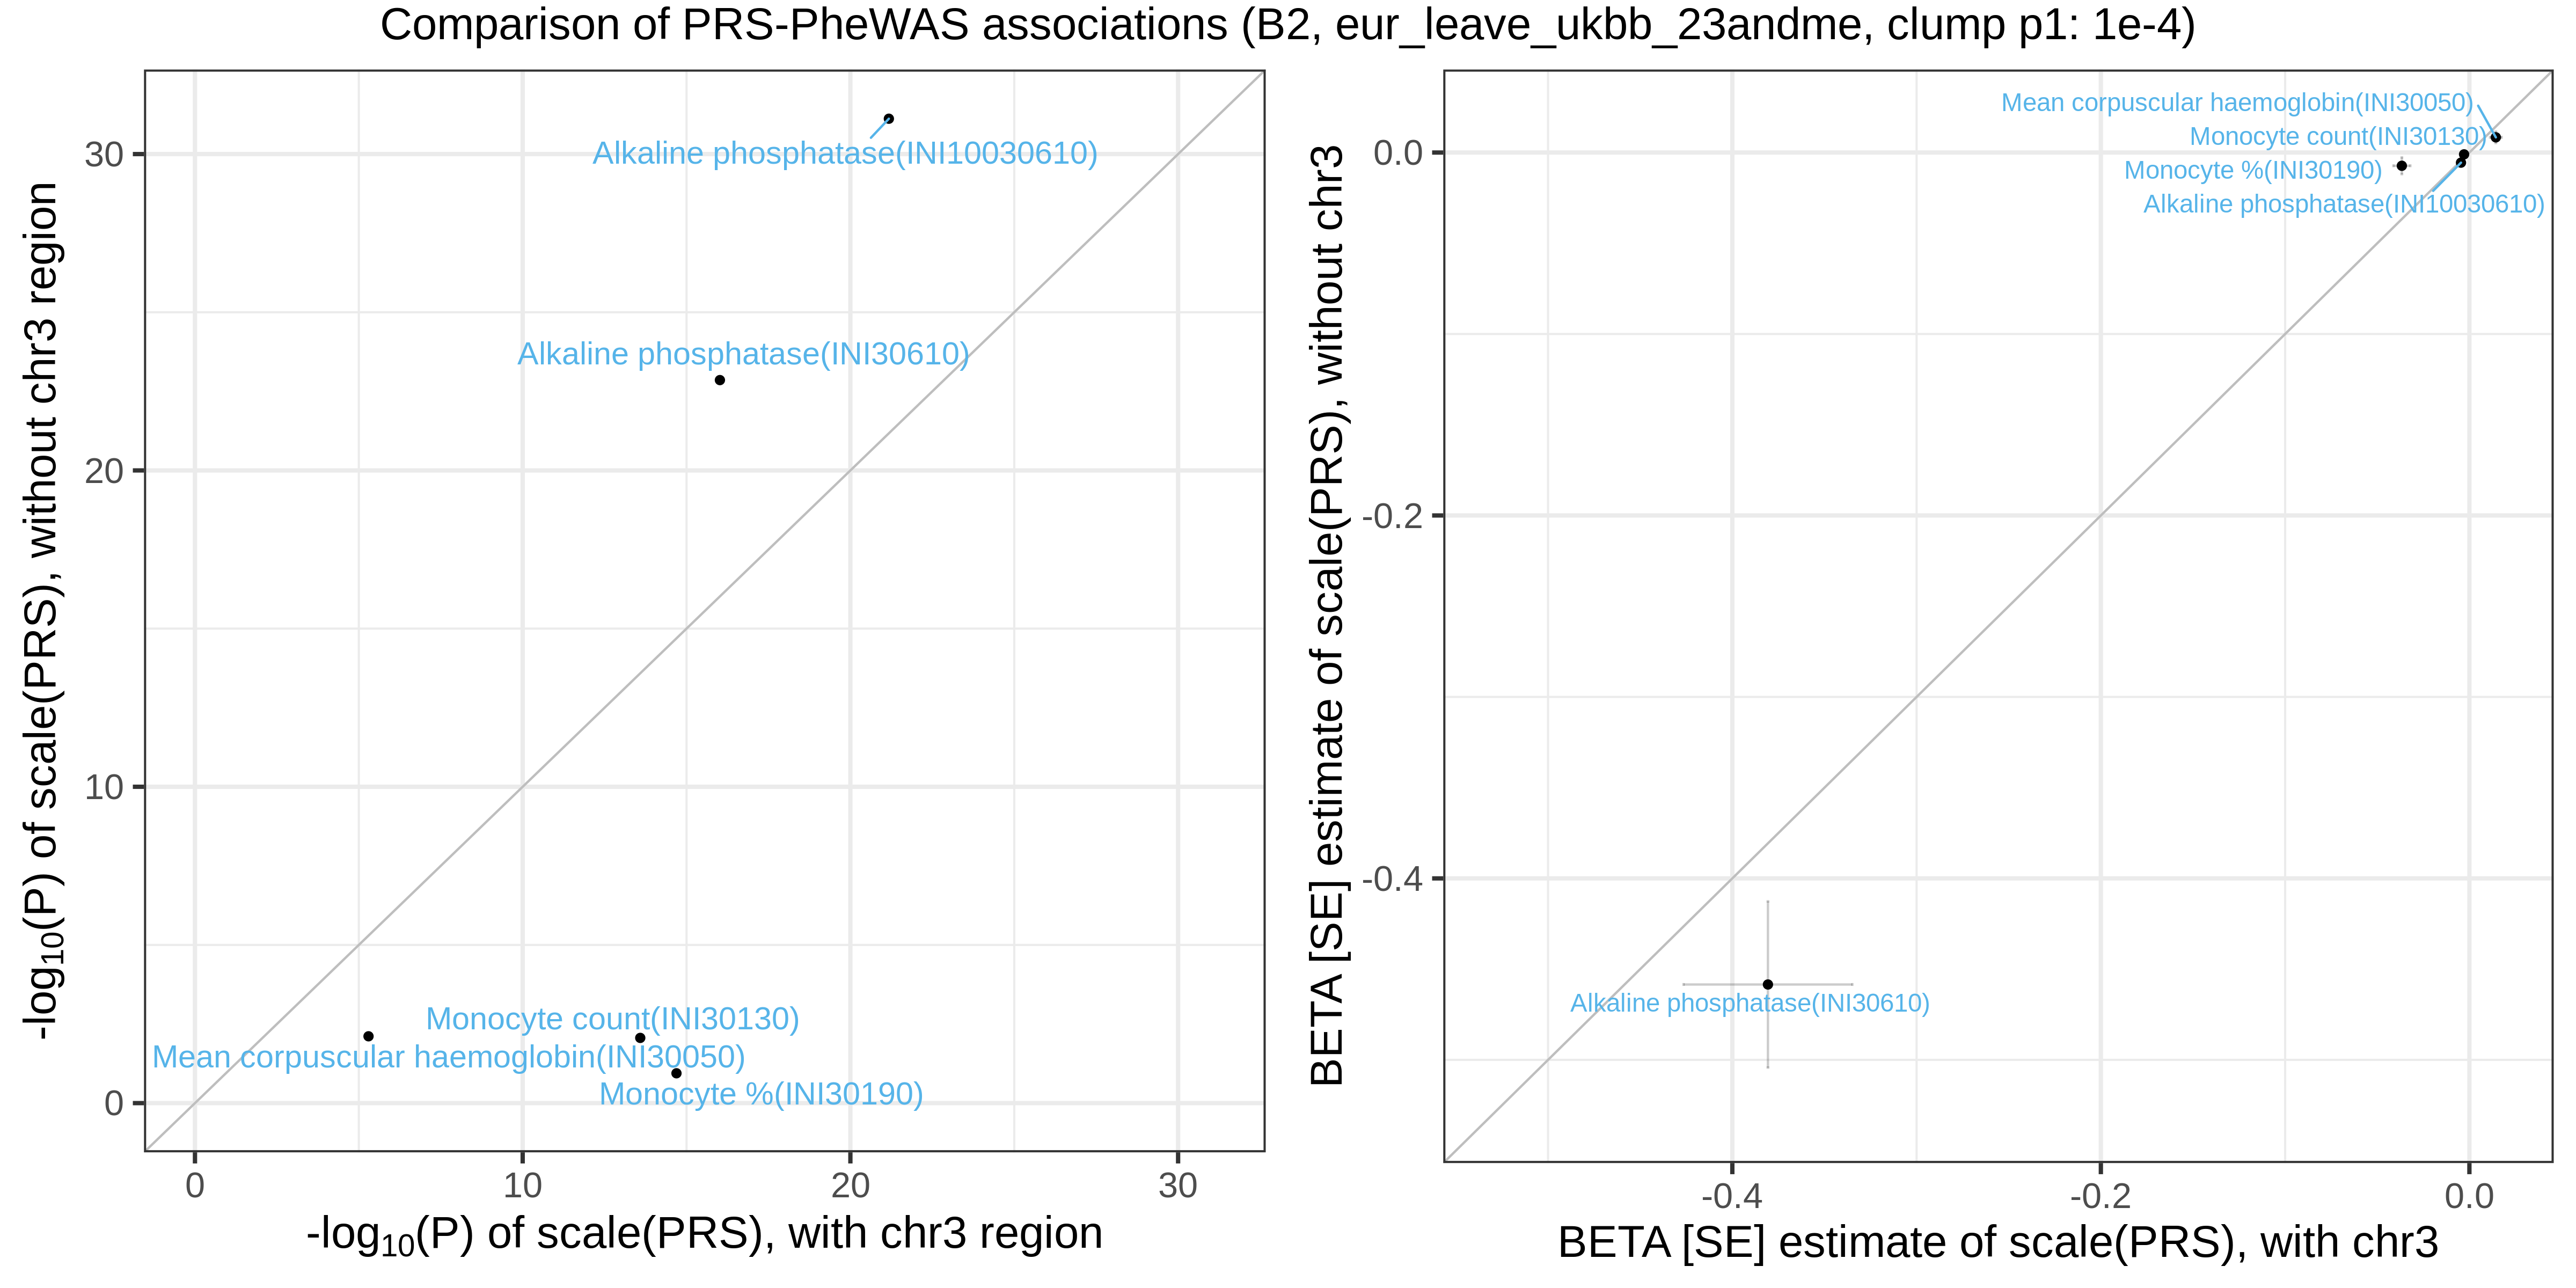 Comparison of PRS-PheWAS associations (B2, eur_leave_ukbb_23andme, clump p1: 1e-4)
-log10(P) of scale(PRS), without chr3 region
30
20
10
0
Alkaline phosphatase(INI10030610)
Alkaline phosphatase(INI30610)
Monocyte count(INI30130)
Mean corpuscular haemoglobin(INI30050)
Monocyte %(INI30190)
0 10 20 30
-log10(P) of scale(PRS), with chr3 region
BETA [SE] estimate of scale(PRS), without chr3
0.0
-0.2
-0.4
Mean corpuscular haemoglobin(INI30050)
Monocyte count(INI30130)
Monocyte %(INI30190)
Alkaline phosphatase(INI10030610)
Alkaline phosphatase(INI30610)
-0.4 -0.2 0.0
BETA [SE] estimate of scale(PRS), with chr3